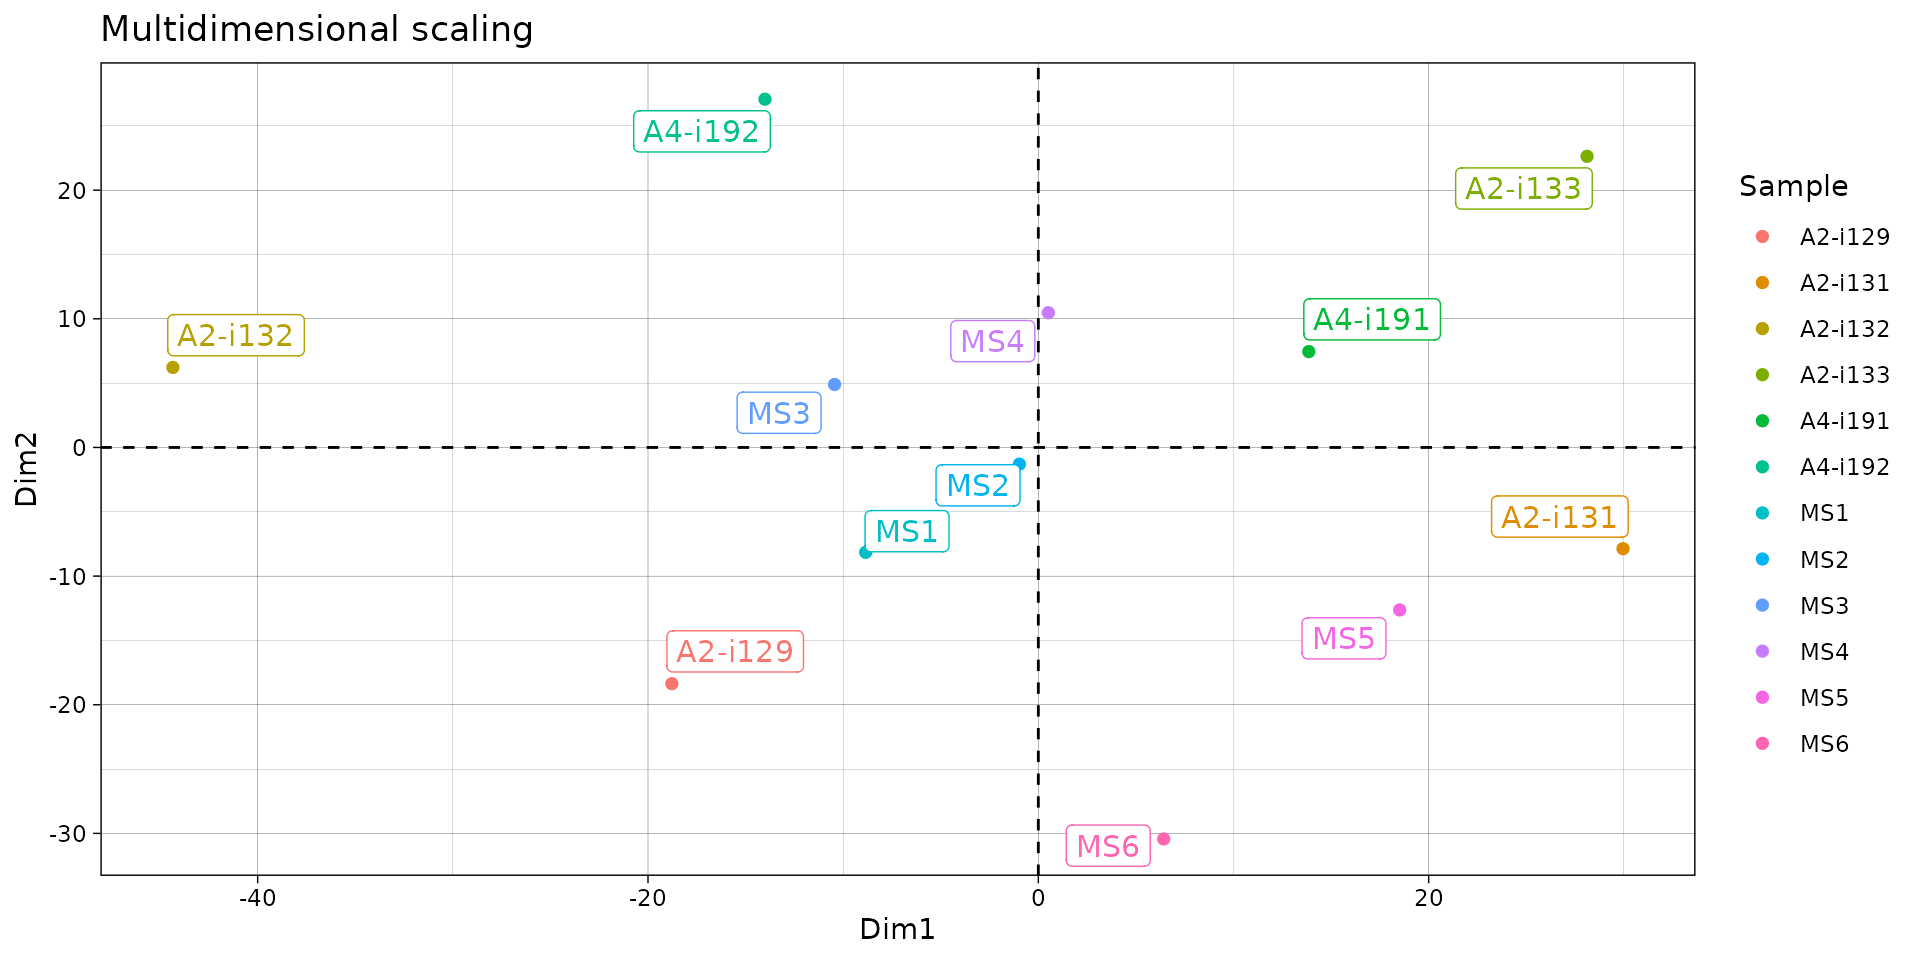 Multidimensional scaling
A4-i192
A2-i133
A2-i132
MS4
A4-i191
MS3
MS2
MS1
A2-i131
A2-i129
MS5
MS6
20
10
0
-10
-20
-30
Dim2
-40
-20
0
20
Dim1
Sample
A2-i129
A2-i131
A2-i132
A2-i133
A4-i191
A4-i192
MS1
MS2
MS3
MS4
MS5
MS6